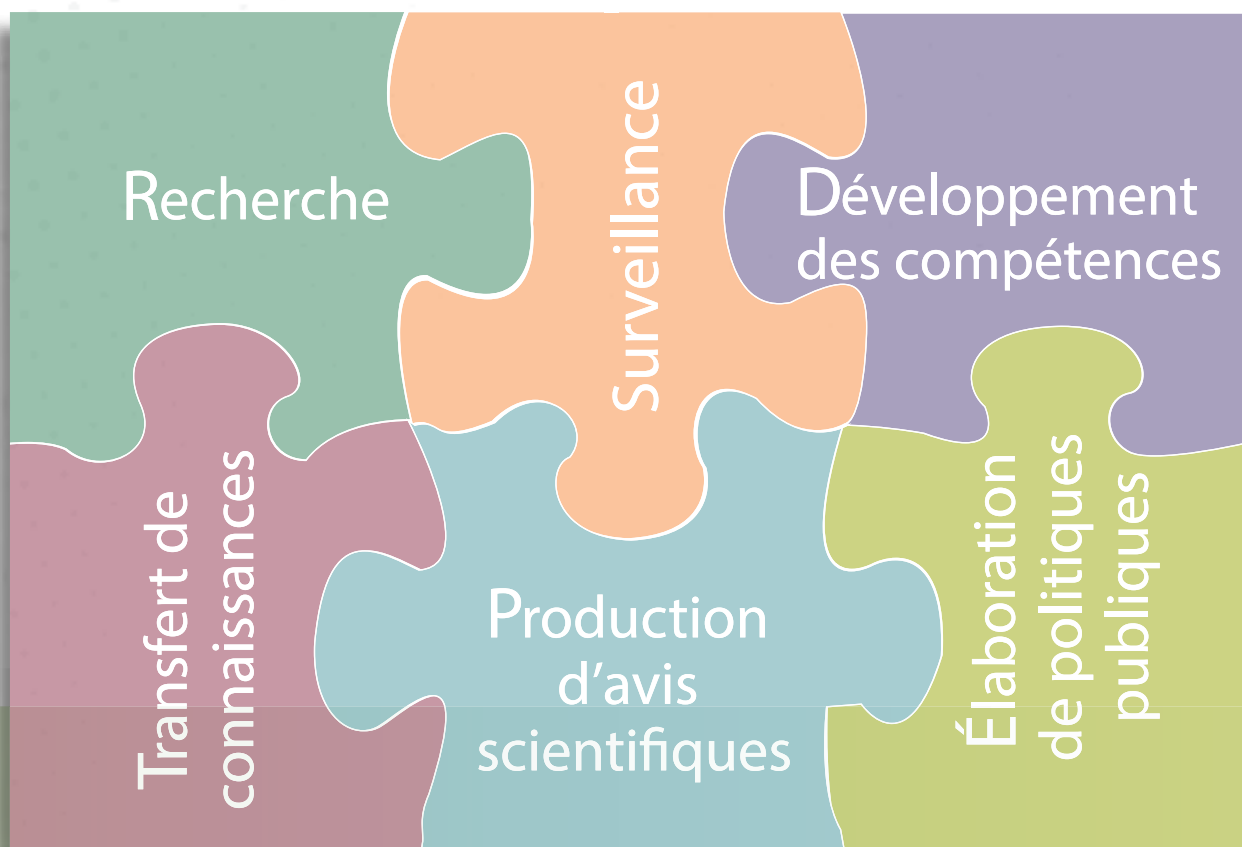 Recherche
Surveillance
Développement
des compétences
Transfert de
connaissances
Production
d’avis
scientifiques
Élaboration
de politiques
publiques